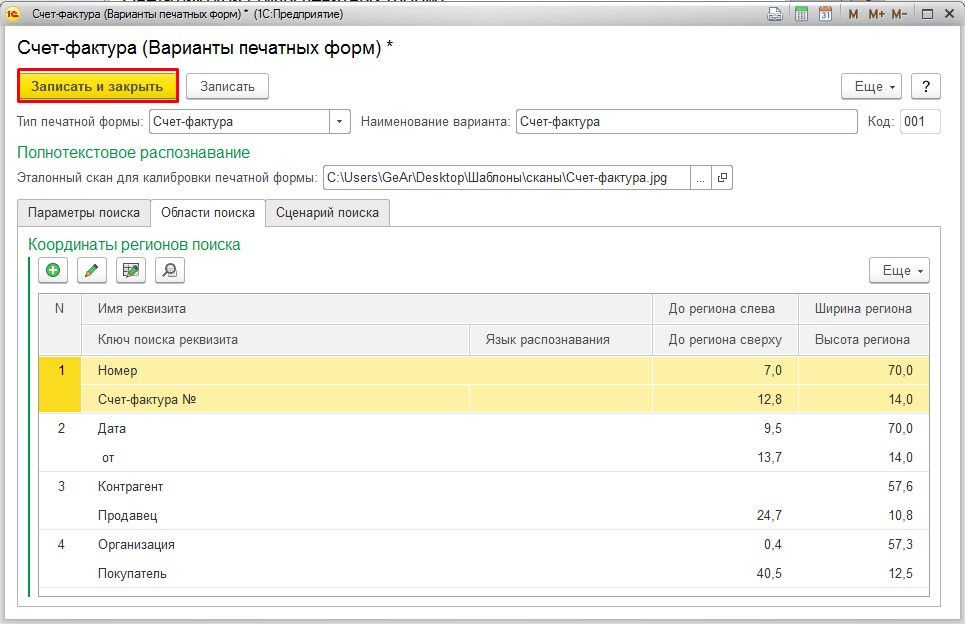 Счет-фактура (Варианты печатных форм) * (1С:Предприятие)
31 M M+ M-
Счет-фактура (Варианты печатных форм) *
Записать и закрыть Записать Еще ?
Тип печатной формы: Счет-фактура Наименование варианта: Счет-фактура Код: 001
Полнотекстовое распознавание
Эталонный скан для калибровки печатной формы: C:\Users\GeAr\Desktop\Шаблоны\сканы\Счет-фактура.jpg ...
Параметры поиска Области поиска Сценарий поиска
Координаты регионов поиска
Еще
N Имя реквизита До региона слева Ширина региона
Ключ поиска реквизита Язык распознавания До региона сверху Высота региона
1 Номер 7,0 70,0
Счет-фактура № 12,8 14,0
2 Дата 9,5 70,0
от 13,7 14,0
3 Контрагент 57,6
Продавец 24,7 10,8
4 Организация 0,4 57,3
Покупатель 40,5 12,5